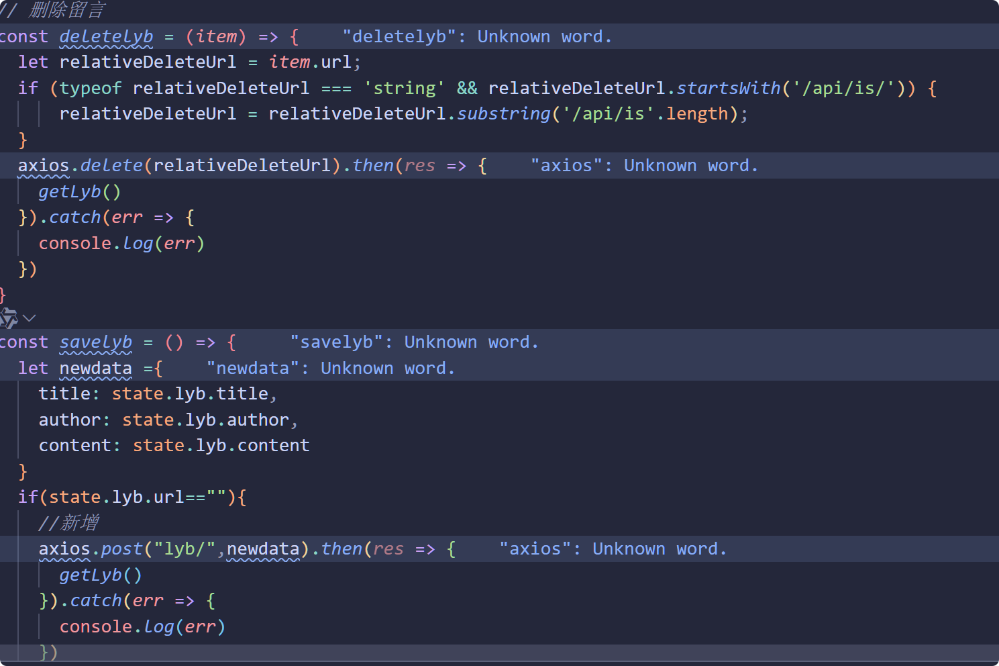 // 删除留言
const deletelyb = (item) => {    "deletelyb": Unknown word.
  let relativeDeleteUrl = item.url;
  if (typeof relativeDeleteUrl === 'string' && relativeDeleteUrl.startsWith('/api/is/')) {
      relativeDeleteUrl = relativeDeleteUrl.substring('/api/is'.length);
  }
  axios.delete(relativeDeleteUrl).then(res => {    "axios": Unknown word.
    getLyb()
  }).catch(err => {
    console.log(err)
  })
}
const savelyb = () => {    "savelyb": Unknown word.
  let newdata ={    "newdata": Unknown word.
    title: state.lyb.title,
    author: state.lyb.author,
    content: state.lyb.content
  }
  if(state.lyb.url==""){
    //新增
    axios.post("lyb/",newdata).then(res => {    "axios": Unknown word.
      getLyb()
    }).catch(err => {
      console.log(err)
    })